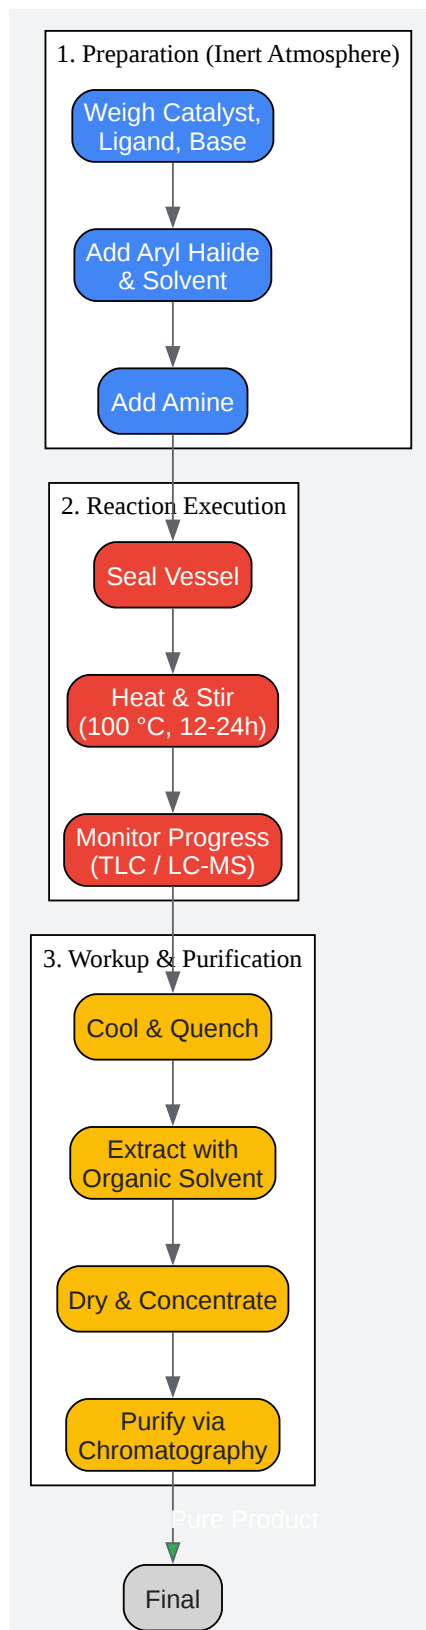 1. Preparation (Inert Atmosphere)
Weigh Catalyst,
Ligand, Base
Add Aryl Halide
& Solvent
Add Amine
2. Reaction Execution
Seal Vessel
Heat & Stir
(100 °C, 12-24h)
Monitor Progress
(TLC / LC-MS)
3. Workup & Purification
Cool & Quench
Extract with
Organic Solvent
Dry & Concentrate
Purify via
Chromatography
Pure Product
Final